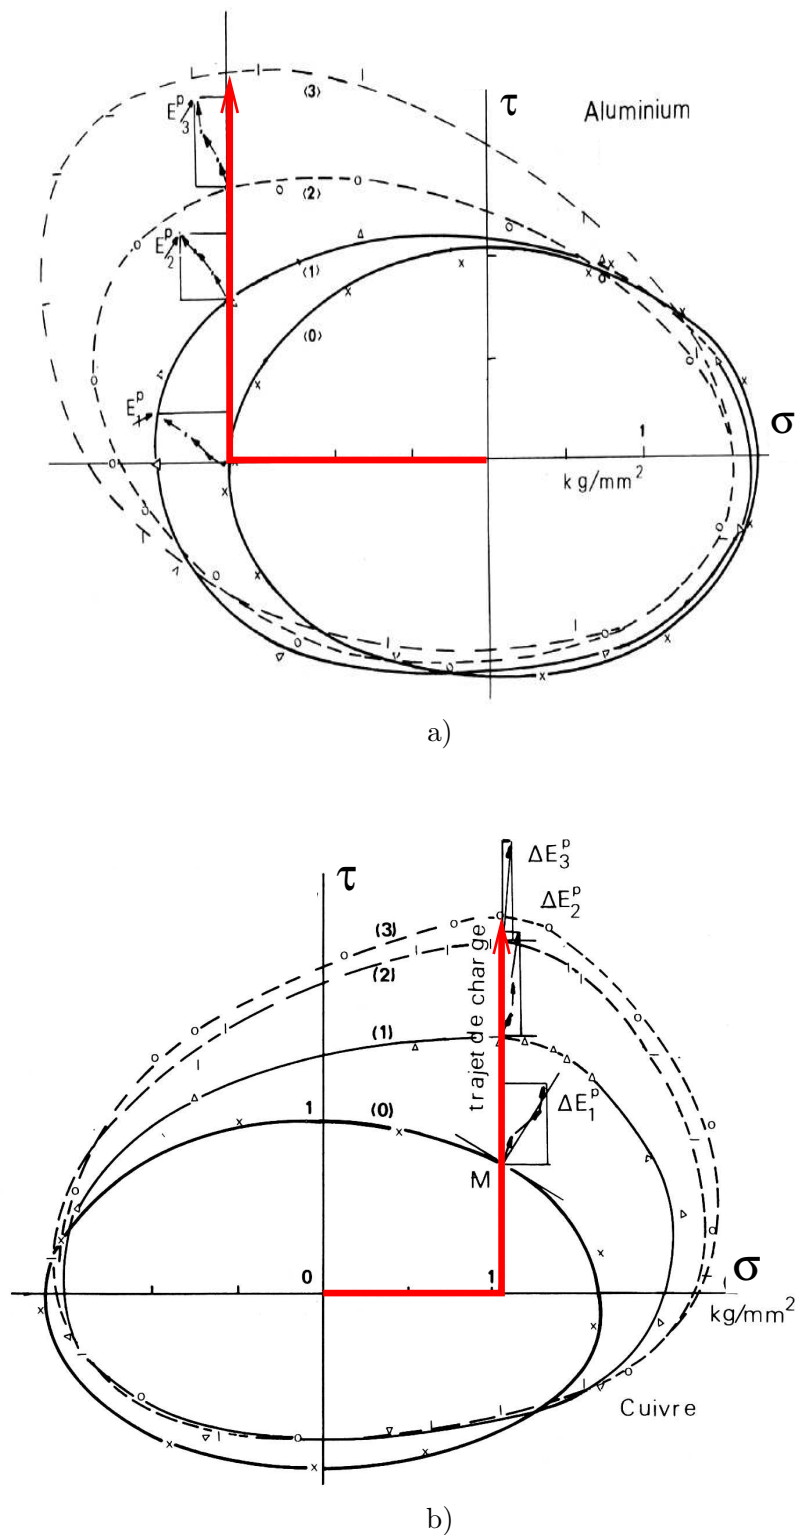 (3)
τ
Aluminium
E₃ᵖ
(2)
E₂ᵖ
(1)
(0)
E₁ᵖ
1
σ
kg/mm²
a)
τ
ΔE₃ᵖ
ΔE₂ᵖ
(3)
(2)
trajet de charge
(1)
ΔE₁ᵖ
1
(0)
M
0
1
σ
kg/mm²
Cuivre
b)